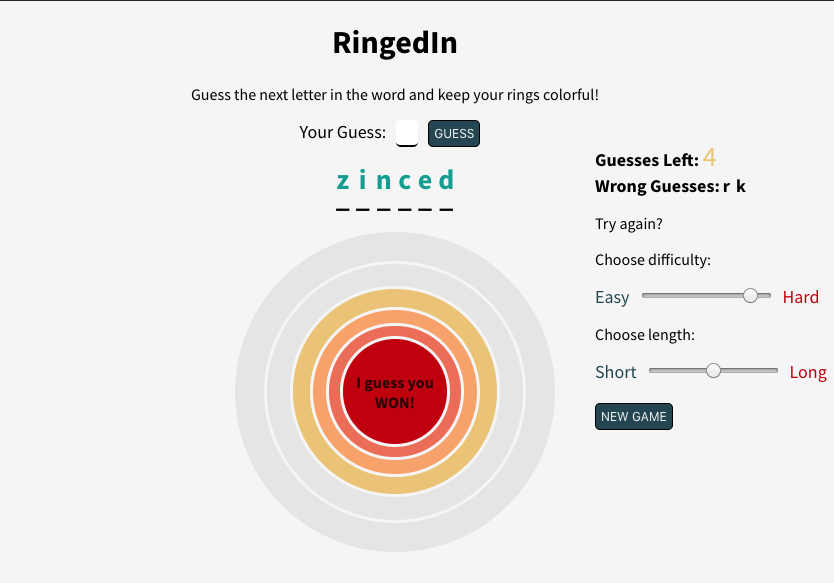 RingedIn
Guess the next letter in the word and keep your rings colorful!
Your Guess: GUESS
z i n c e d
Guesses Left: 4
Wrong Guesses: r k
Try again?
Choose difficulty:
Easy Hard
Choose length:
Short Long
NEW GAME
I guess you
WON!